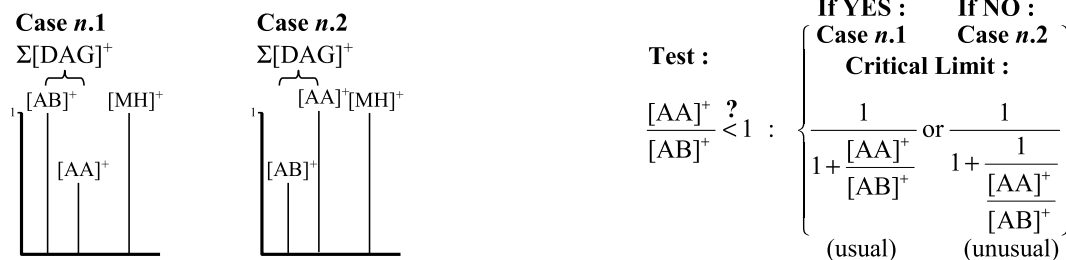 Case n.1
Σ[DAG]⁺
[AB]⁺ [MH]⁺
1
[AA]⁺
Case n.2
Σ[DAG]⁺
[AA]⁺ [MH]⁺
1
[AB]⁺
Test :
[AA]⁺ / [AB]⁺ <? 1 :
If YES : If NO :
Case n.1 Case n.2
Critical Limit :
1 / (1 + [AA]⁺ / [AB]⁺) or 1 / (1 + 1 / ([AA]⁺ / [AB]⁺))
(usual) (unusual)